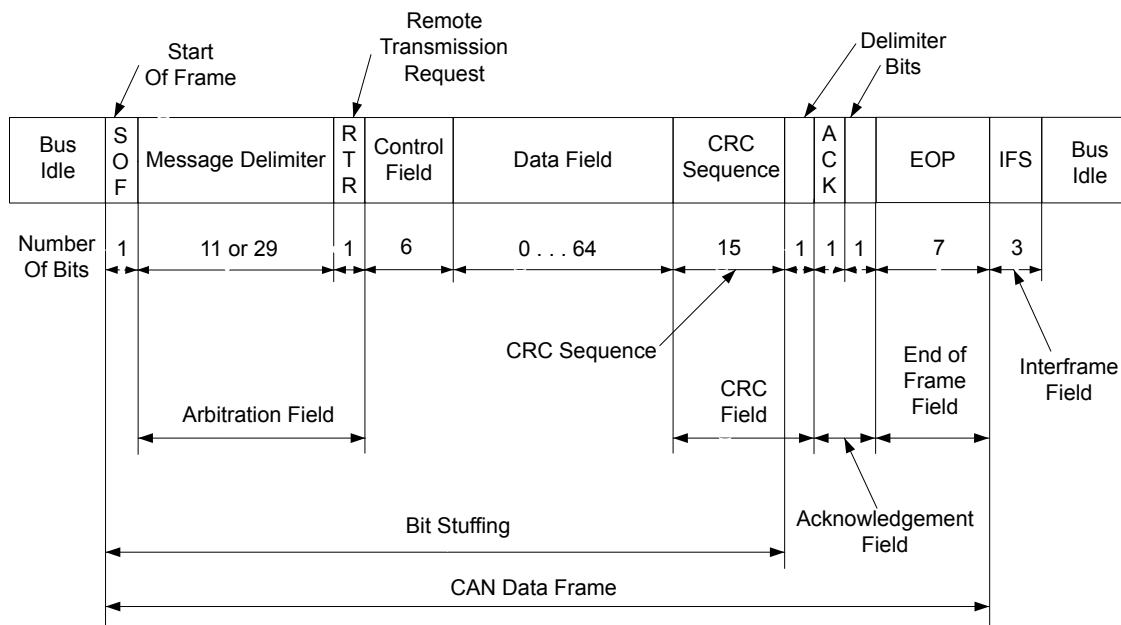 Start
Of Frame
Remote
Transmission
Request
Delimiter
Bits
Bus
Idle
S
O
F
Message Delimiter
R
T
R
Control
Field
Data Field
CRC
Sequence
A
C
K
EOP
IFS
Bus
Idle
Number
Of Bits
1
11 or 29
1
6
0 . . . 64
15
1
1
1
7
3
CRC Sequence
Interframe
Field
Arbitration Field
CRC
Field
End of
Frame
Field
Acknowledgement
Field
Bit Stuffing
CAN Data Frame